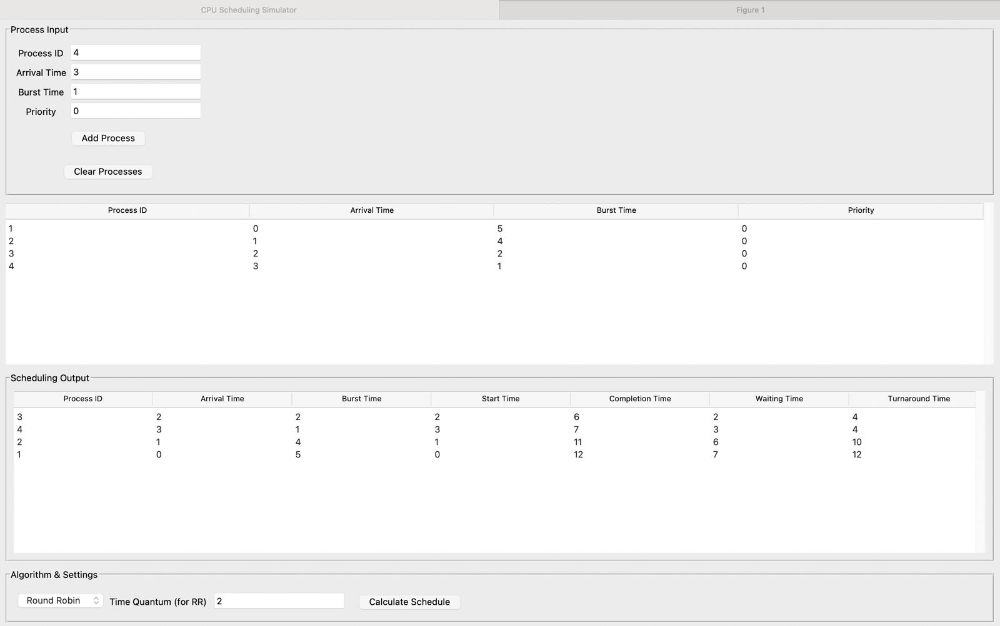 CPU Scheduling Simulator Figure 1
Process Input
Process ID 4
Arrival Time 3
Burst Time 1
Priority 0
Add Process
Clear Processes
Process ID Arrival Time Burst Time Priority
1 0 5 0
2 1 4 0
3 2 2 0
4 3 1 0
Scheduling Output
Process ID Arrival Time Burst Time Start Time Completion Time Waiting Time Turnaround Time
3 2 2 2 6 2 4
4 3 1 3 7 3 4
2 1 4 1 11 6 10
1 0 5 0 12 7 12
Algorithm & Settings
Round Robin Time Quantum (for RR) 2 Calculate Schedule